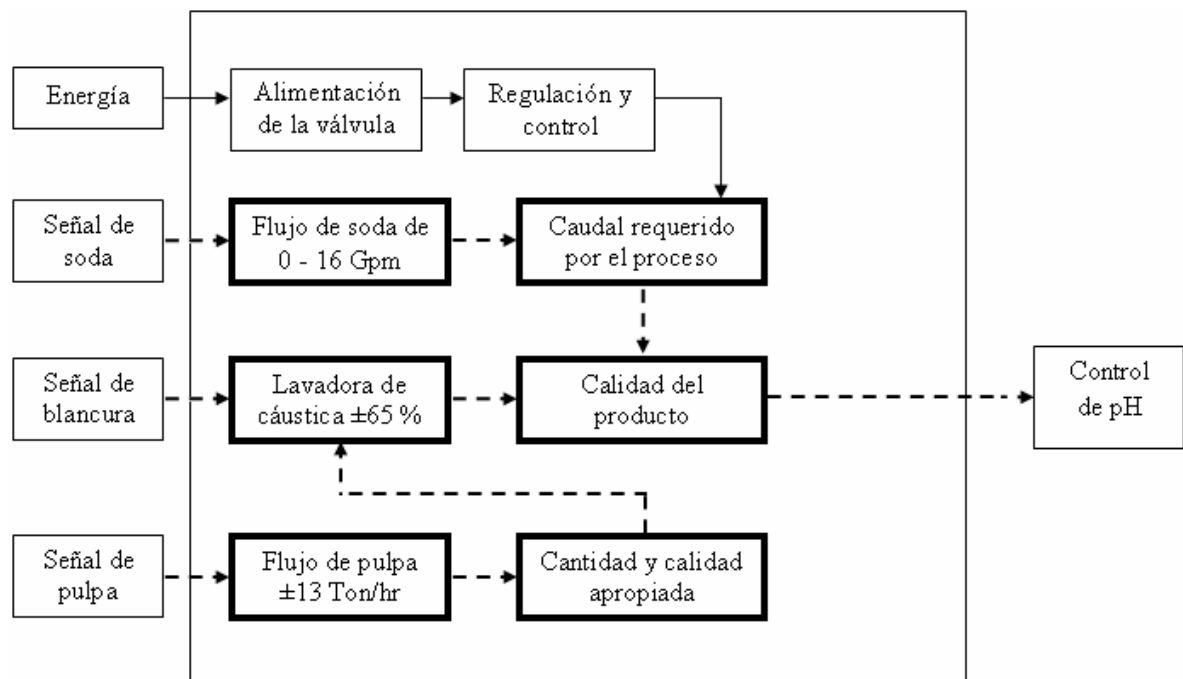 Energía
Alimentación
de la válvula
Regulación y
control
Señal de
soda
Flujo de soda de
0 - 16 Gpm
Caudal requerido
por el proceso
Señal de
blancura
Lavadora de
cáustica ±65 %
Calidad del
producto
Control
de pH
Señal de
pulpa
Flujo de pulpa
±13 Ton/hr
Cantidad y calidad
apropiada